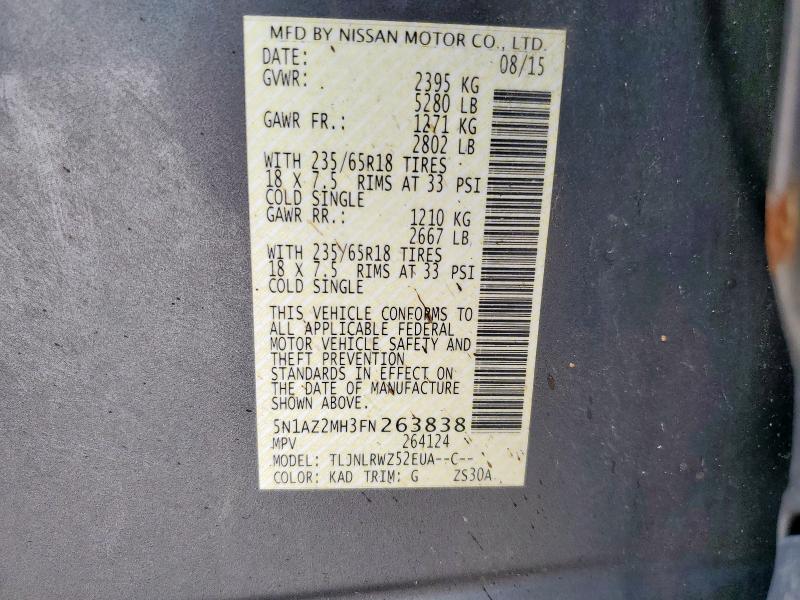 MFD BY NISSAN MOTOR CO., LTD.
DATE: 08/15
GVWR: 2395 KG
5280 LB
GAWR FR.: 1271 KG
2802 LB
WITH 235/65R18 TIRES
18 X 7.5 RIMS AT 33 PSI
COLD SINGLE
GAWR RR.: 1210 KG
2667 LB
WITH 235/65R18 TIRES
18 X 7.5 RIMS AT 33 PSI
COLD SINGLE
THIS VEHICLE CONFORMS TO
ALL APPLICABLE FEDERAL
MOTOR VEHICLE SAFETY AND
THEFT PREVENTION
STANDARDS IN EFFECT ON
THE DATE OF MANUFACTURE
SHOWN ABOVE.
5N1AZ2MH3FN263838
MPV 264124
MODEL: TLJNLRWZ52EUA--C--
COLOR: KAD TRIM: G ZS30A